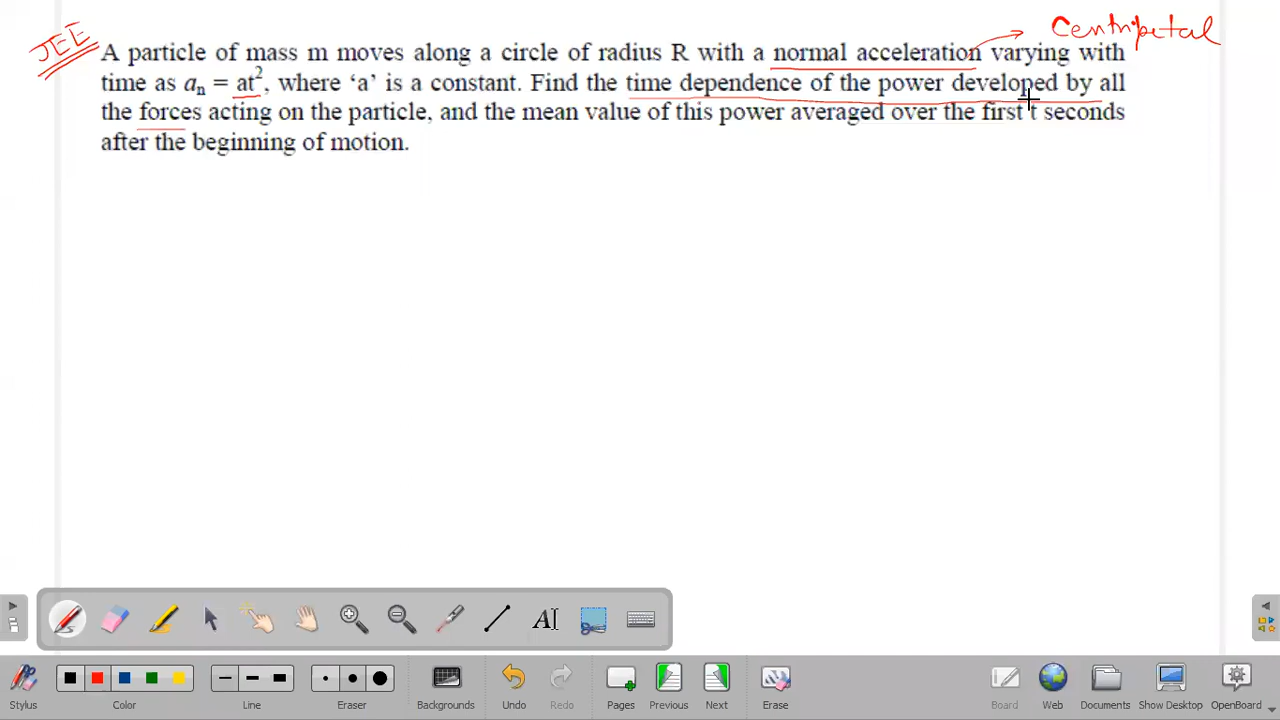 Centripetal
JEE
A particle of mass m moves along a circle of radius R with a normal acceleration varying with
time as aₙ = at², where ‘a’ is a constant. Find the time dependence of the power developed by all
the forces acting on the particle, and the mean value of this power averaged over the first t seconds
after the beginning of motion.
Stylus
Color
Line
Eraser
Backgrounds
Undo
Redo
Pages
Previous
Next
Erase
Board
Web
Documents
Show Desktop
OpenBoard